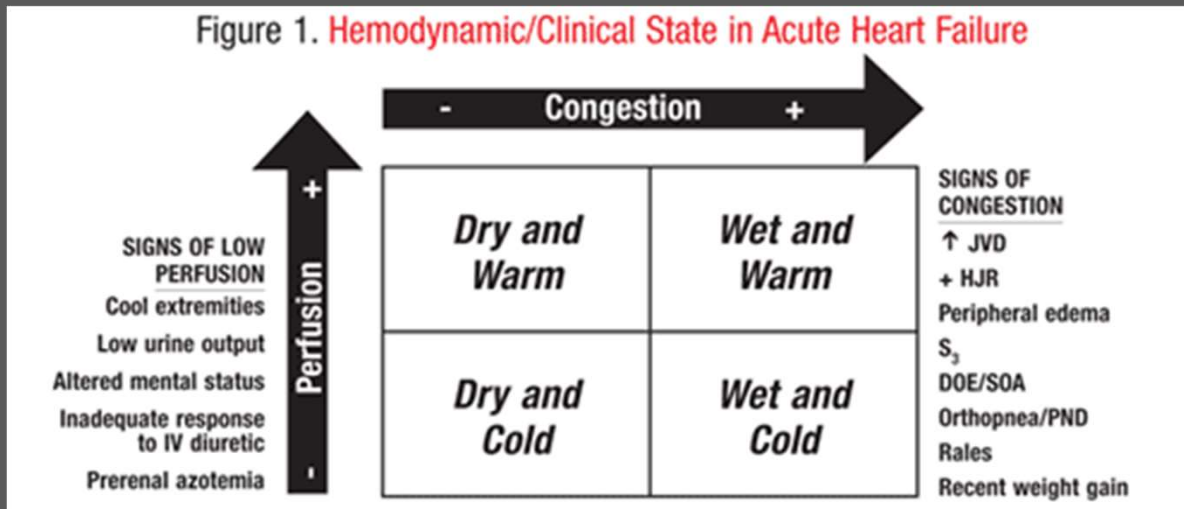 Figure 1. Hemodynamic/Clinical State in Acute Heart Failure
- Congestion +
+ Perfusion -
SIGNS OF LOW
PERFUSION
Cool extremities
Low urine output
Altered mental status
Inadequate response
to IV diuretic
Prerenal azotemia
Dry and
Warm
Wet and
Warm
Dry and
Cold
Wet and
Cold
SIGNS OF
CONGESTION
↑ JVD
+ HJR
Peripheral edema
S₃
DOE/SOA
Orthopnea/PND
Rales
Recent weight gain